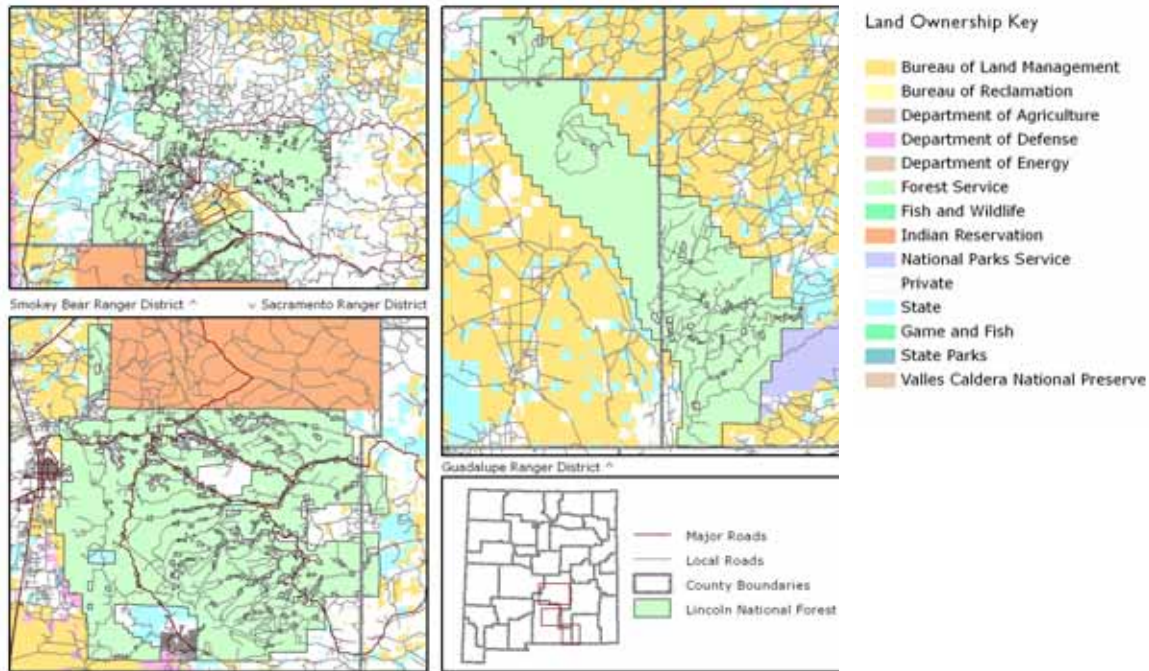 Smokey Bear Ranger District ^ v Sacramento Ranger District
Guadalupe Ranger District ^
Major Roads
Local Roads
County Boundaries
Lincoln National Forest
Land Ownership Key
Bureau of Land Management
Bureau of Reclamation
Department of Agriculture
Department of Defense
Department of Energy
Forest Service
Fish and Wildlife
Indian Reservation
National Parks Service
Private
State
Game and Fish
State Parks
Valles Caldera National Preserve